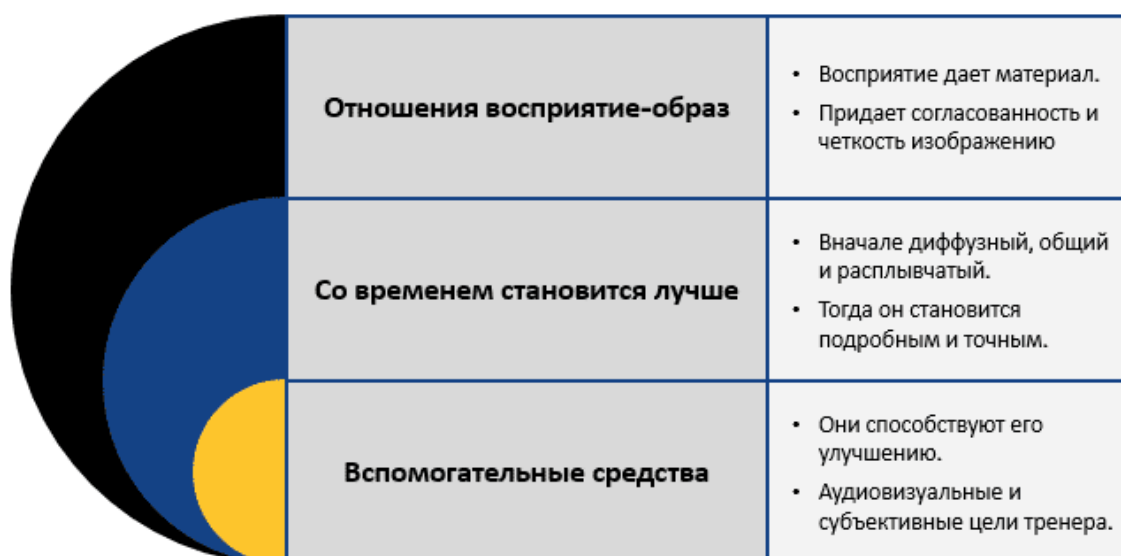 Отношения восприятие-образ
• Восприятие дает материал.
• Придает согласованность и
четкость изображению
Со временем становится лучше
• Вначале диффузный, общий
и расплывчатый.
• Тогда он становится
подробным и точным.
Вспомогательные средства
• Они способствуют его
улучшению.
• Аудиовизуальные и
субъективные цели тренера.